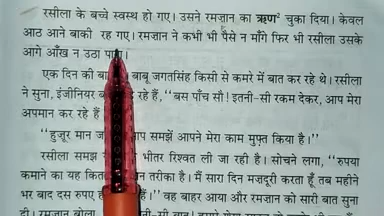 रसीला के बच्चे स्वस्थ हो गए। उसने रमज़ान का ऋण² चुका दिया। केवल
आठ आने बाकी रह गए। रमज़ान ने कभी भी पैसे न माँगे फिर भी रसीला उसके
आगे आँख न उठा
एक दिन की बाबू जगतसिंह किसी से कमरे में बात कर रहे थे। रसीला
ने सुना, इंजीनियर रहे हैं, "बस पाँच सौ! इतनी-सी रकम देकर, आप मेरा
अपमान कर रहे हैं
"हुज़ूर मान समझें आपने मेरा काम मुफ़्त किया है।"
रसीला समझ भीतर रिश्वत ली जा रही है। सोचने लगा, "रुपया
कमाने का यह कित तरीका है। मैं सारा दिन मज़दूरी करता हूँ तब महीने
भर बाद दस रुपए वह बाहर आया और रमज़ान को सारी बात सुना
दी। रमज़ान बोला